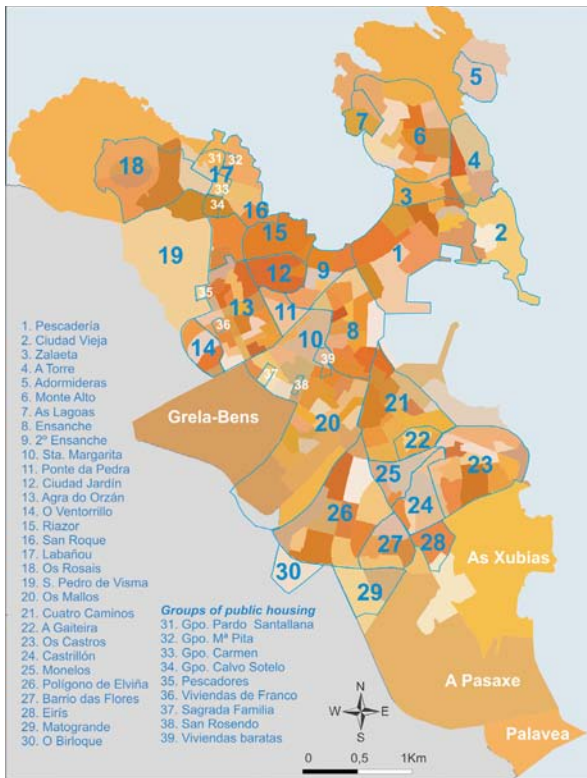 5
18
31
32
17
33
34
16
7
6
4
3
2
15
19
1
12
9
35
13
11
8
36
10
14
39
37
38
Grela-Bens
21
20
22
25
23
24
26
27
28
As Xubias
30
29
A Pasaxe
Palavea
1. Pescadería
2. Ciudad Vieja
3. Zalaeta
4. A Torre
5. Adormideras
6. Monte Alto
7. As Lagoas
8. Ensanche
9. 2º Ensanche
10. Sta. Margarita
11. Ponte da Pedra
12. Ciudad Jardín
13. Agra do Orzán
14. O Ventorrillo
15. Riazor
16. San Roque
17. Labañou
18. Os Rosais
19. S. Pedro de Visma
20. Os Mallos
21. Cuatro Caminos
22. A Gaiteira
23. Os Castros
24. Castrillón
25. Monelos
26. Polígono de Elviña
27. Barrio das Flores
28. Eirís
29. Matogrande
30. O Birloque
Groups of public housing
31. Gpo. Pardo Santallana
32. Gpo. Mª Pita
33. Gpo. Carmen
34. Gpo. Calvo Sotelo
35. Pescadores
36. Viviendas de Franco
37. Sagrada Familia
38. San Rosendo
39. Viviendas baratas
N
W E
S
0 0,5 1Km